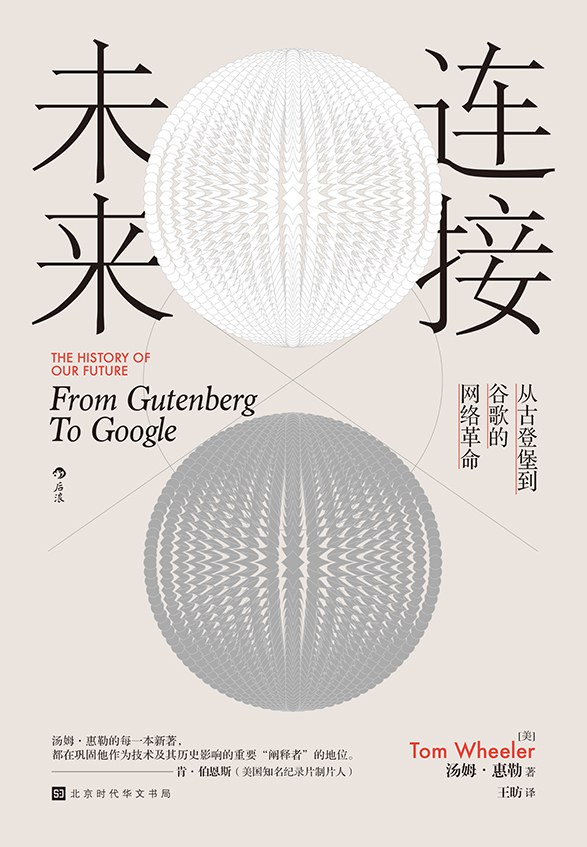 连接
未来
THE HISTORY OF
OUR FUTURE
From Gutenberg
To Google
从古登堡到
谷歌的
网络革命
后浪
汤姆·惠勒的每一本新著，
都在巩固他作为技术及其历史影响的重要“阐释者”的地位。
——肯·伯恩斯（美国知名纪录片制片人）
北京时代华文书局
[美]
Tom Wheeler
汤姆·惠勒 著
王昉 译